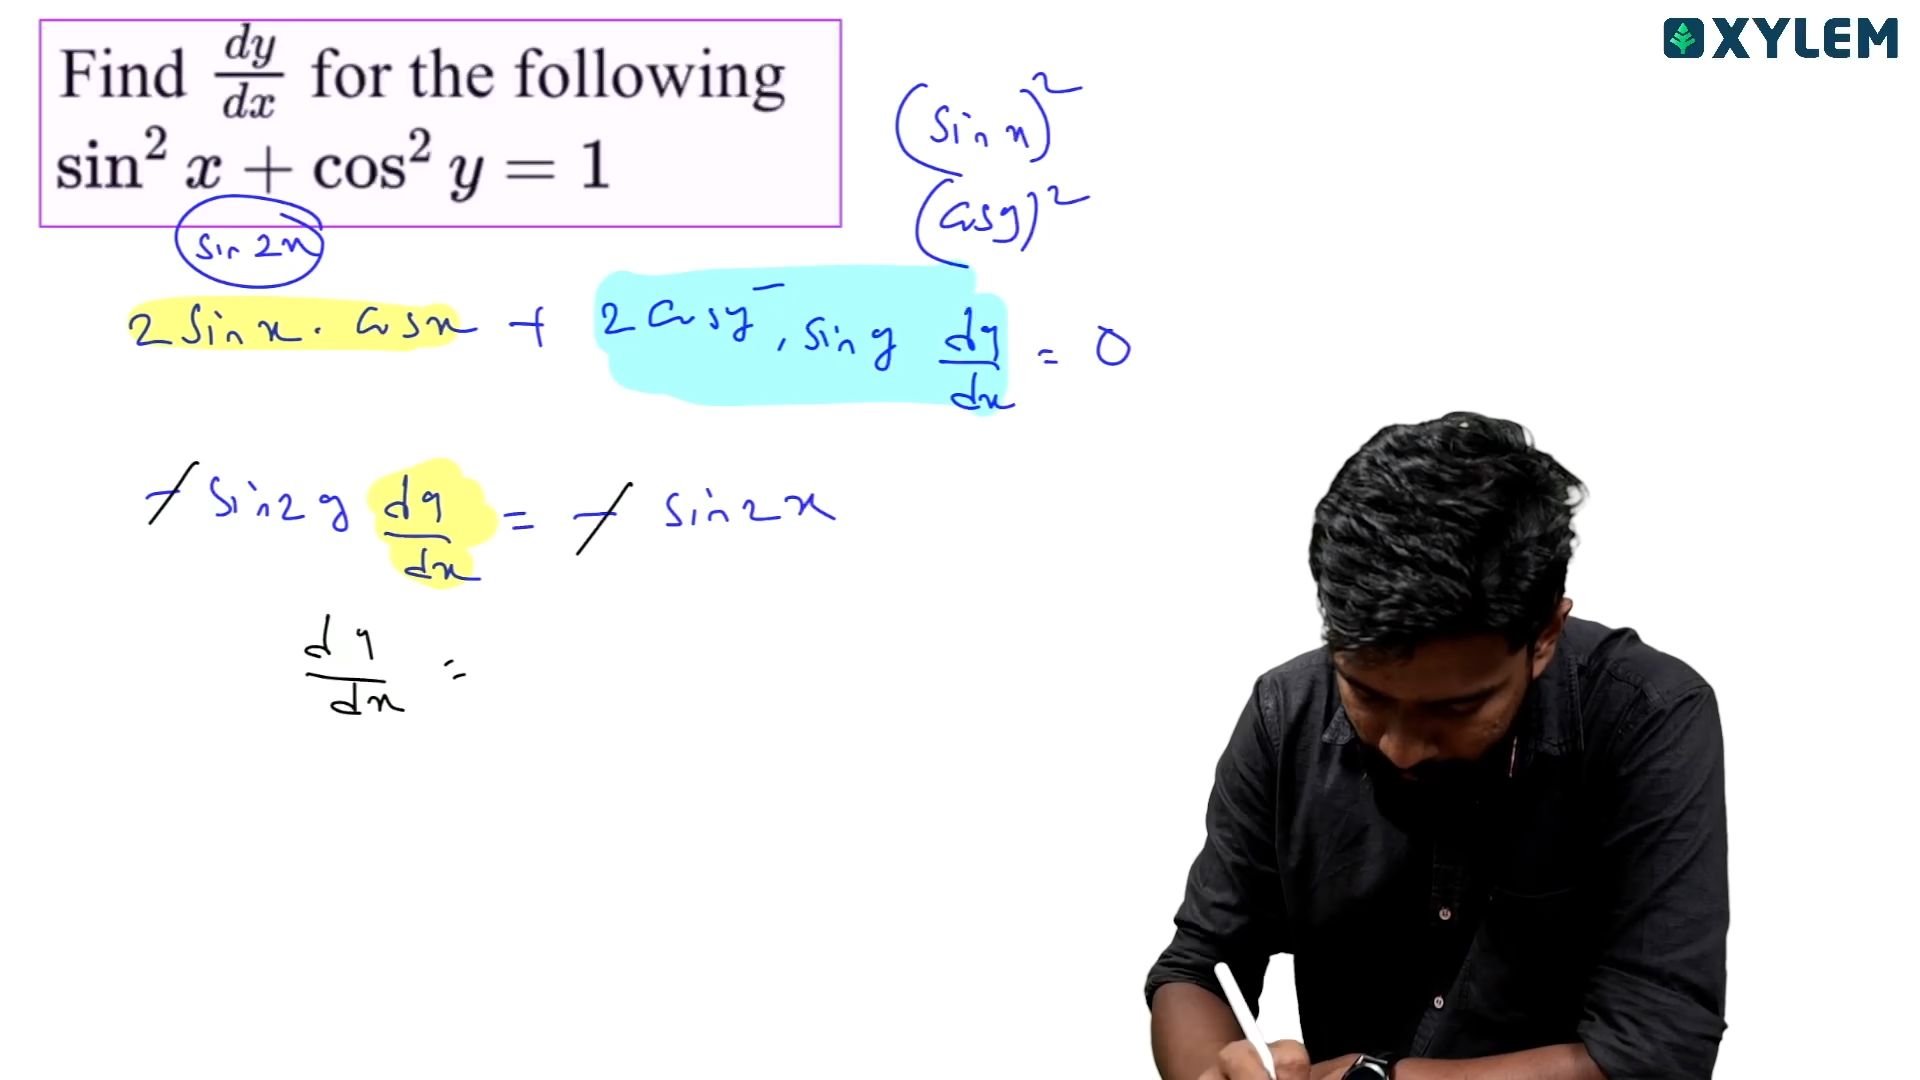 XYLEM
Find dy/dx for the following
sin² x + cos² y = 1
(sin x)²
(cos y)²
sin 2x
2 sin x . cos x + 2 cos y . - sin y dy/dx = 0
- sin 2y dy/dx = - sin 2x
dy/dx =